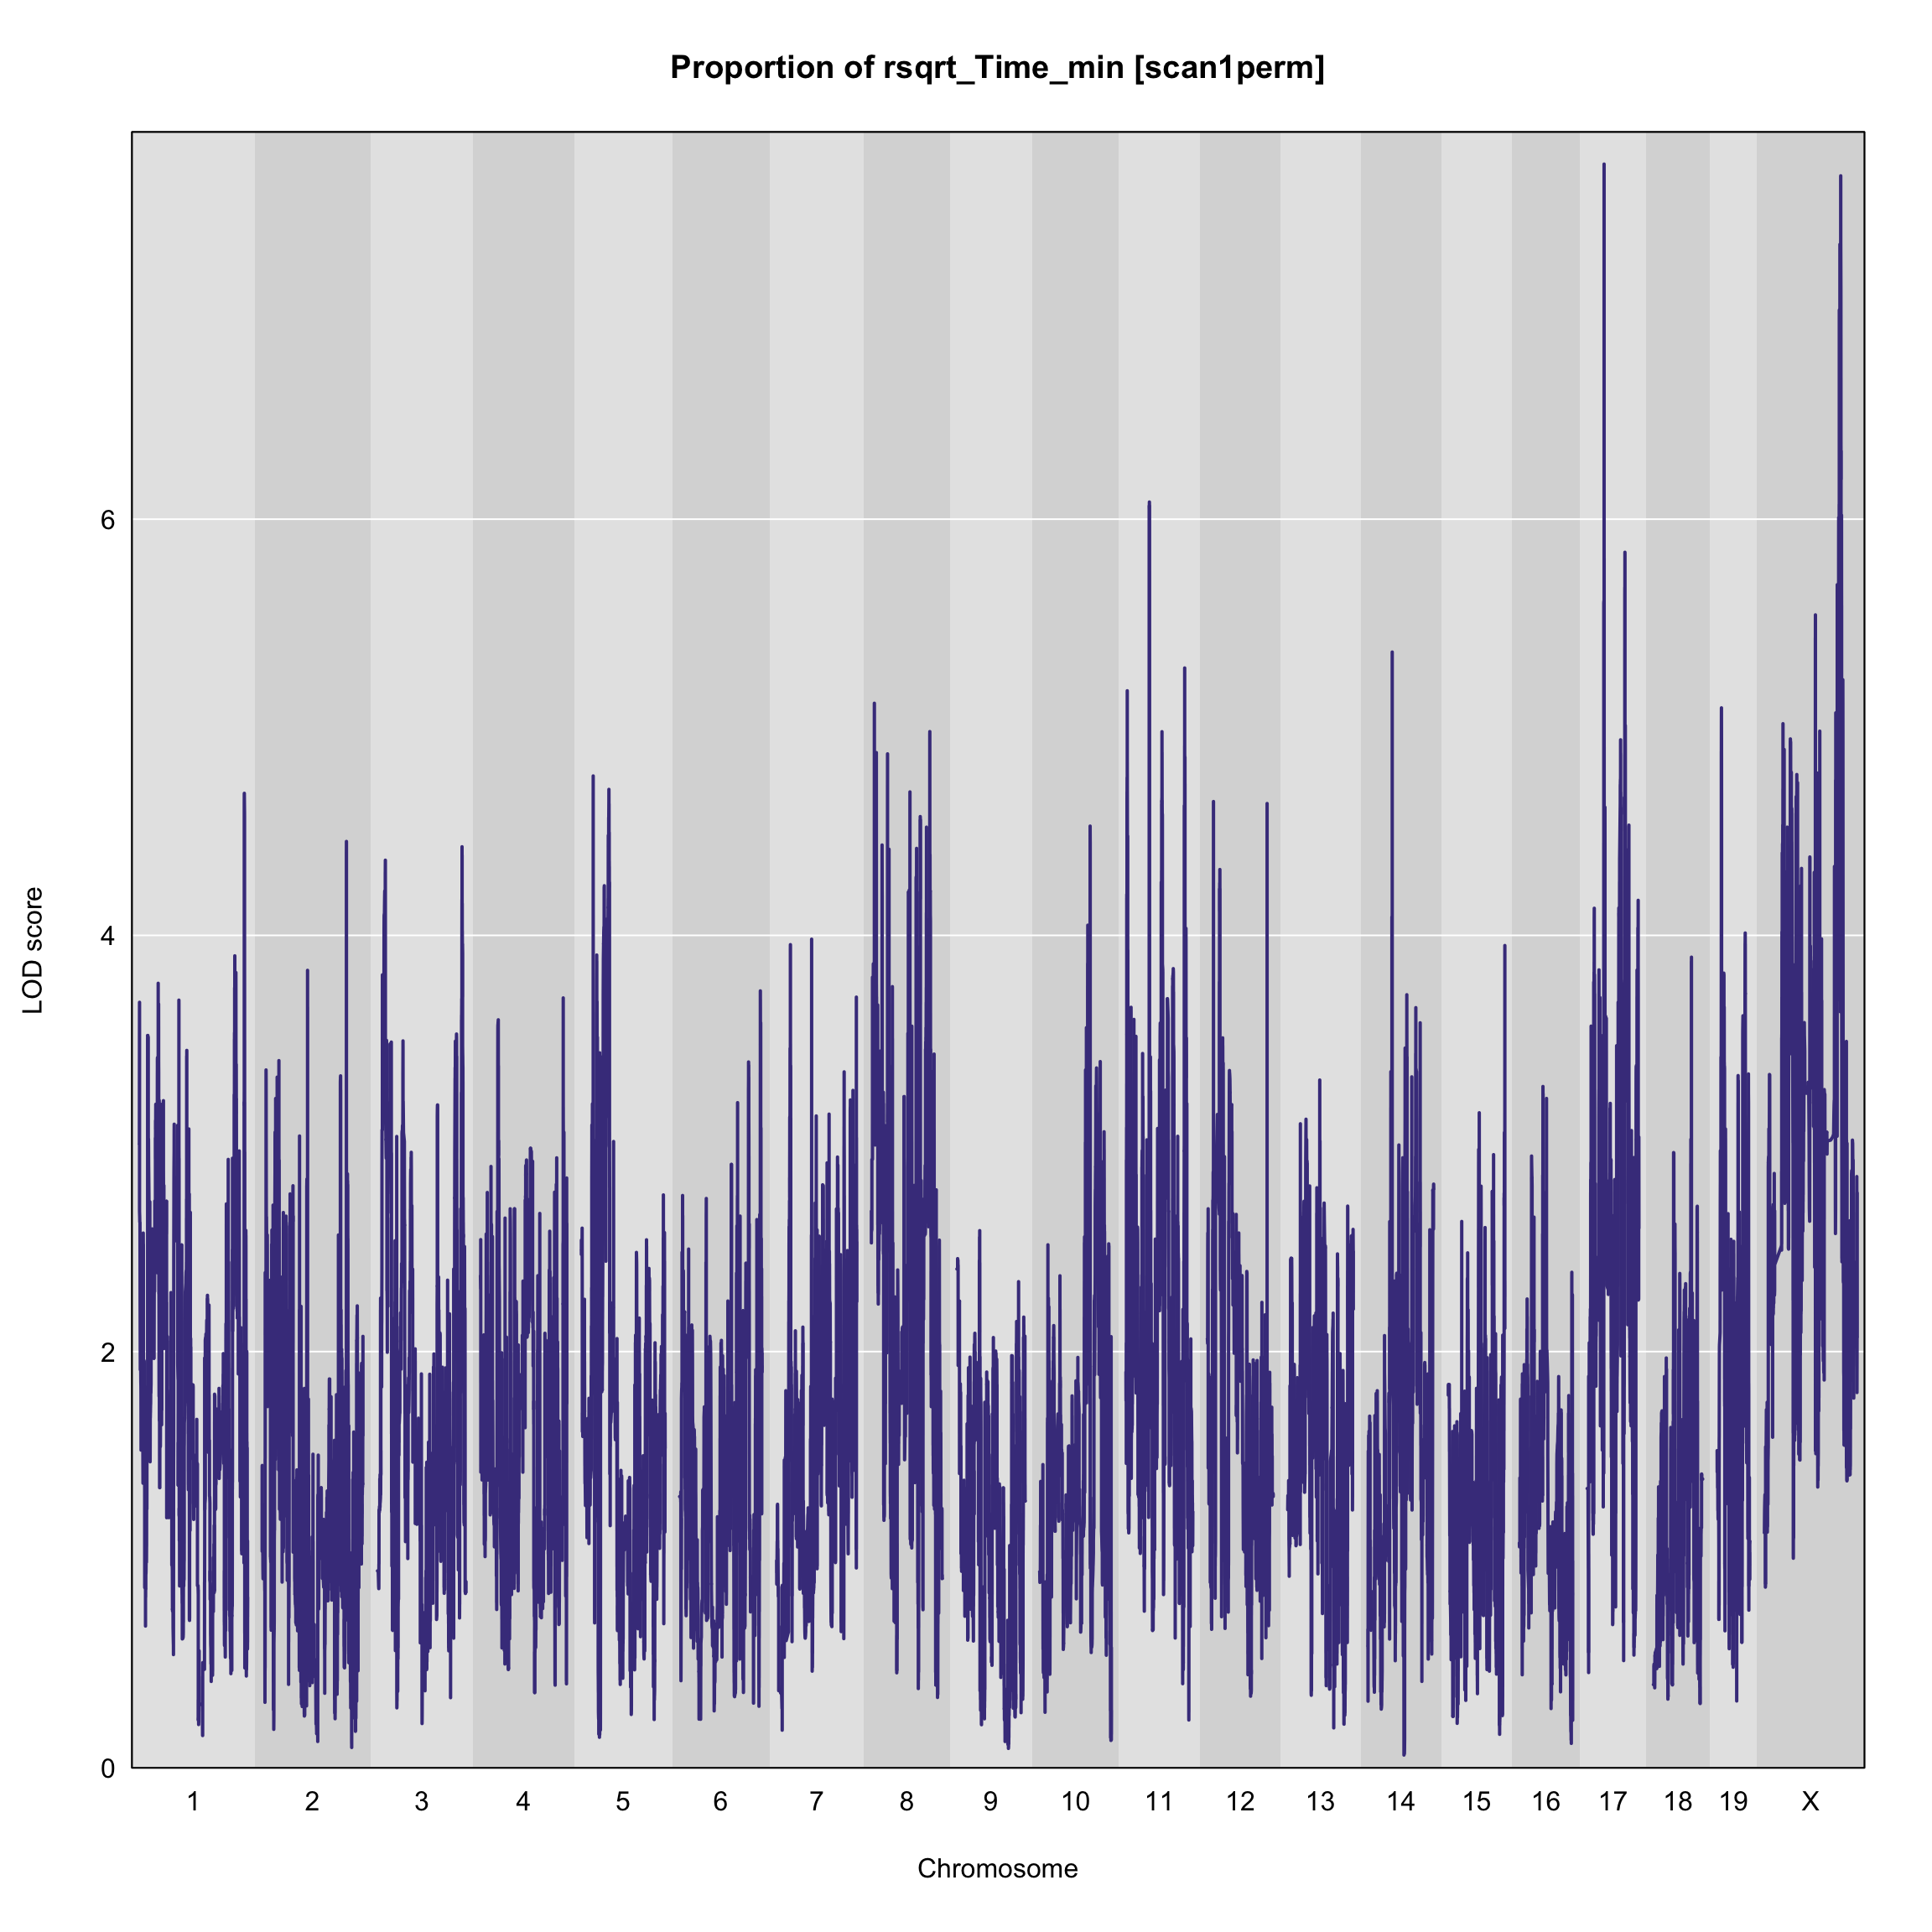 Proportion of rsqrt_Time_min [scan1perm]
LOD score
6
4
2
0
1 2 3 4 5 6 7 8 9 10 11 12 13 14 15 16 17 18 19 X
Chromosome